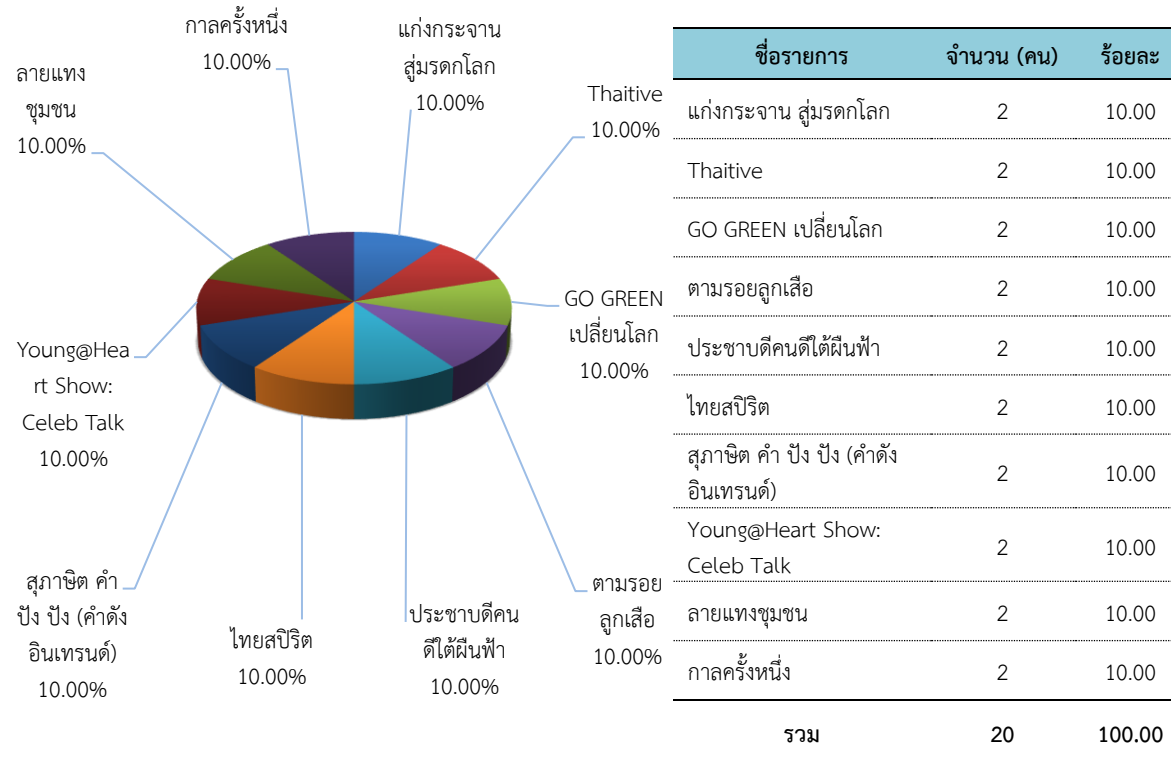 กาลครั้งหนึ่ง
10.00%
แก่งกระจาน
สู่มรดกโลก
10.00%
ลายแทง
ชุมชน
10.00%
Thaitive
10.00%
GO GREEN
เปลี่ยนโลก
10.00%
Young@Hea
rt Show:
Celeb Talk
10.00%
สุภาษิต คำ
ปัง ปัง (คำดัง
อินเทรนด์)
10.00%
ไทยสปิริต
10.00%
ประชาบดีคน
ดีใต้ผืนฟ้า
10.00%
ตามรอย
ลูกเสือ
10.00%
ชื่อรายการ จำนวน (คน) ร้อยละ
แก่งกระจาน สู่มรดกโลก 2 10.00
Thaitive 2 10.00
GO GREEN เปลี่ยนโลก 2 10.00
ตามรอยลูกเสือ 2 10.00
ประชาบดีคนดีใต้ผืนฟ้า 2 10.00
ไทยสปิริต 2 10.00
สุภาษิต คำ ปัง ปัง (คำดัง
อินเทรนด์) 2 10.00
Young@Heart Show:
Celeb Talk 2 10.00
ลายแทงชุมชน 2 10.00
กาลครั้งหนึ่ง 2 10.00
รวม 20 100.00